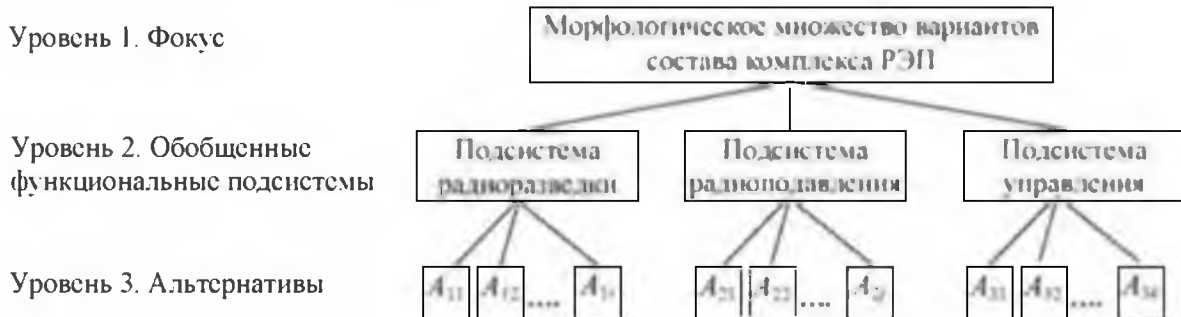 Уровень 1. Фокус
Морфологическое множество вариантов
состава комплекса РЭП
Уровень 2. Обобщенные
функциональные подсистемы
Подсистема
радиоразведки
Подсистема
радиоподавления
Подсистема
управления
Уровень 3. Альтернативы
A11 A12 .... A21 A22 .... A31 A32 ....